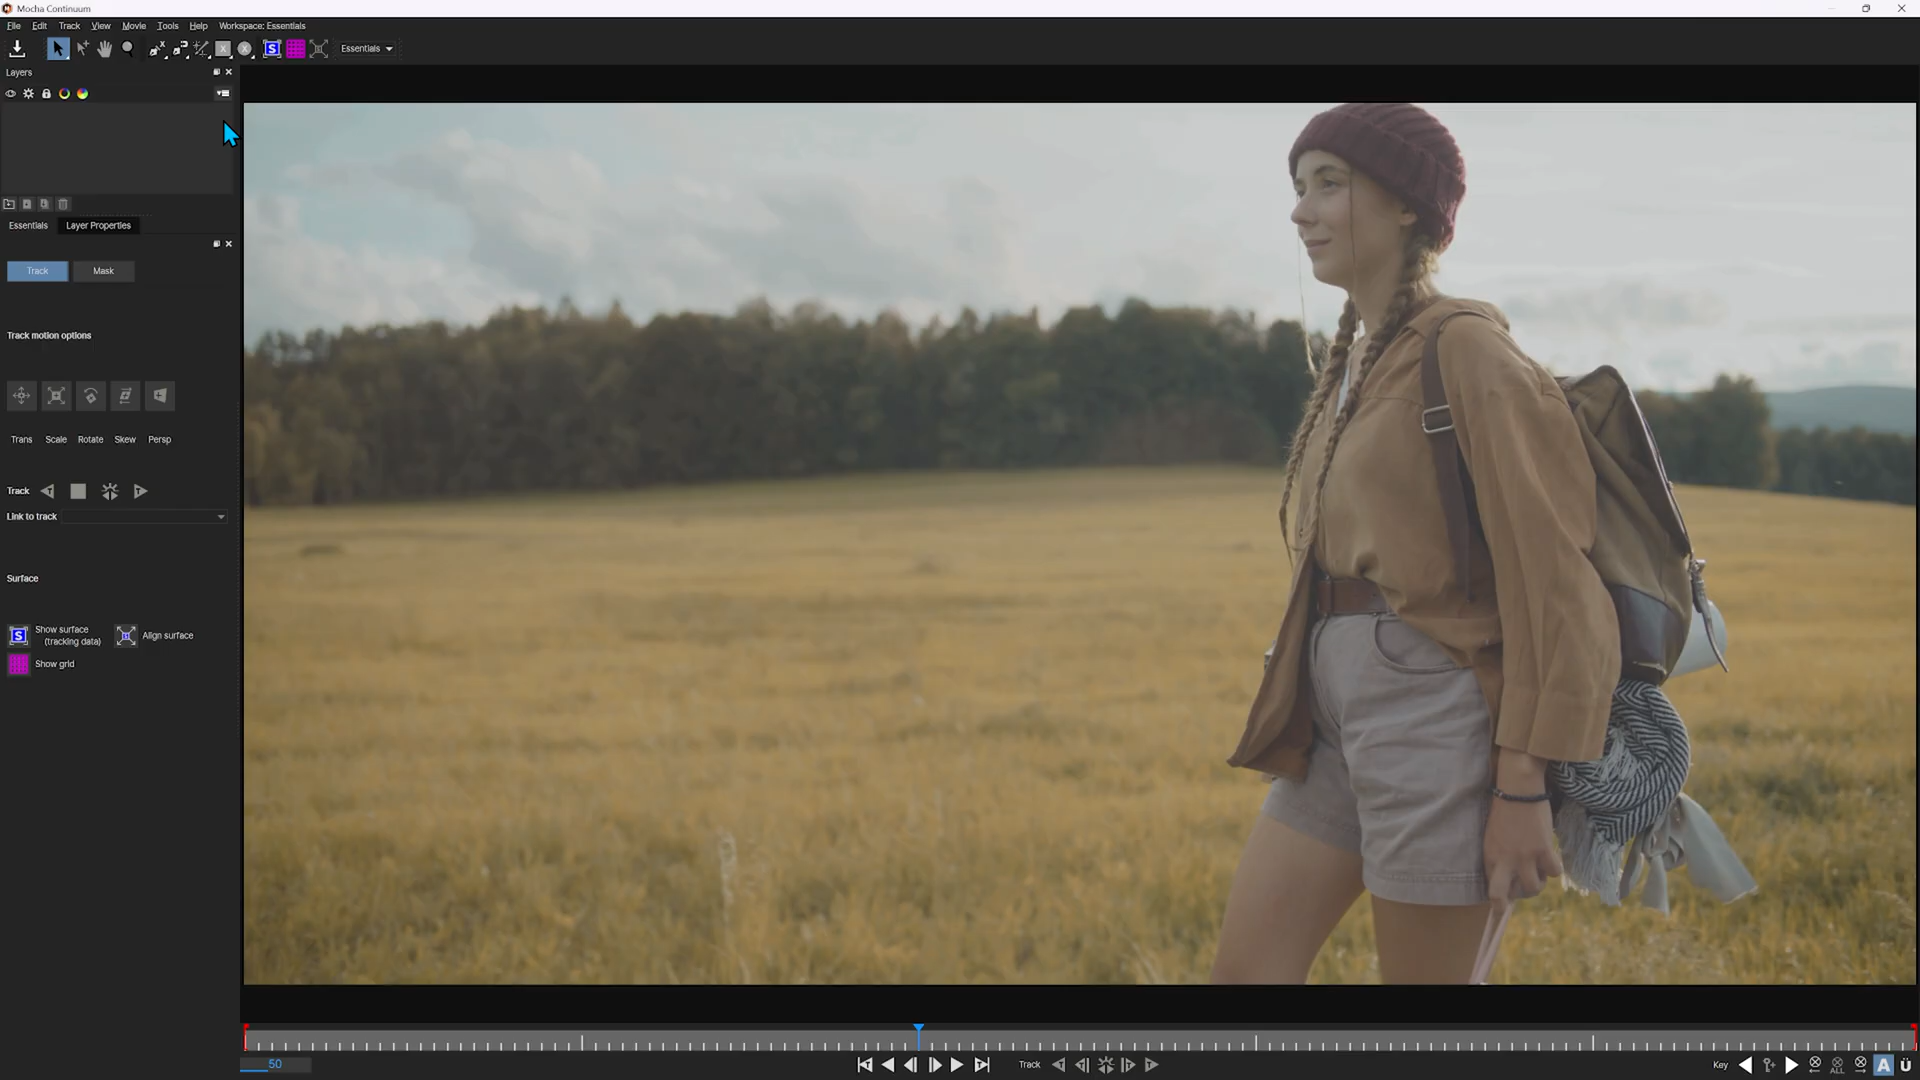 Mocha Continuum
File Edit Track View Movie Tools Help Workspace: Essentials
Essentials
Layers
Essentials Layer Properties
Track Mask
Track motion options
Trans Scale Rotate Skew Persp
Track
Link to track
Surface
S Show surface
(tracking data)
Align surface
Show grid
50
Track
Key
ALL
A Ü